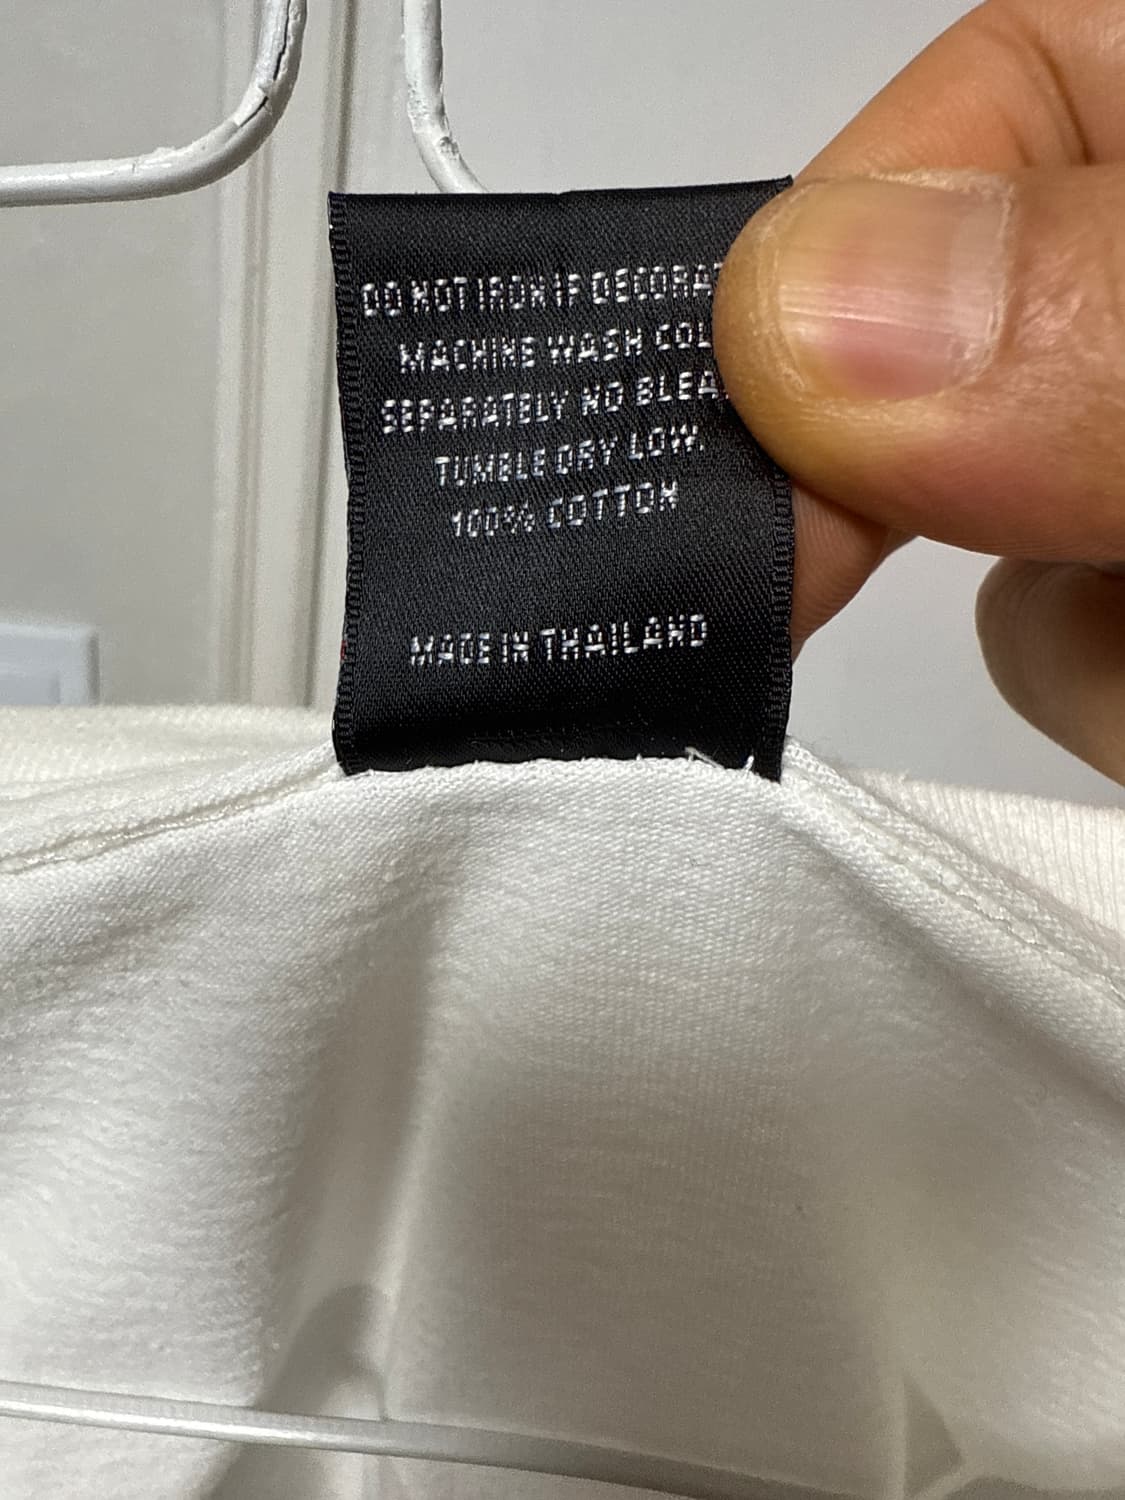 DO NOT IRON IF DECORAT
MACHINE WASH COL
SEPARATELY NO BLEA
TUMBLE DRY LOW.
100% COTTON
MADE IN THAILAND